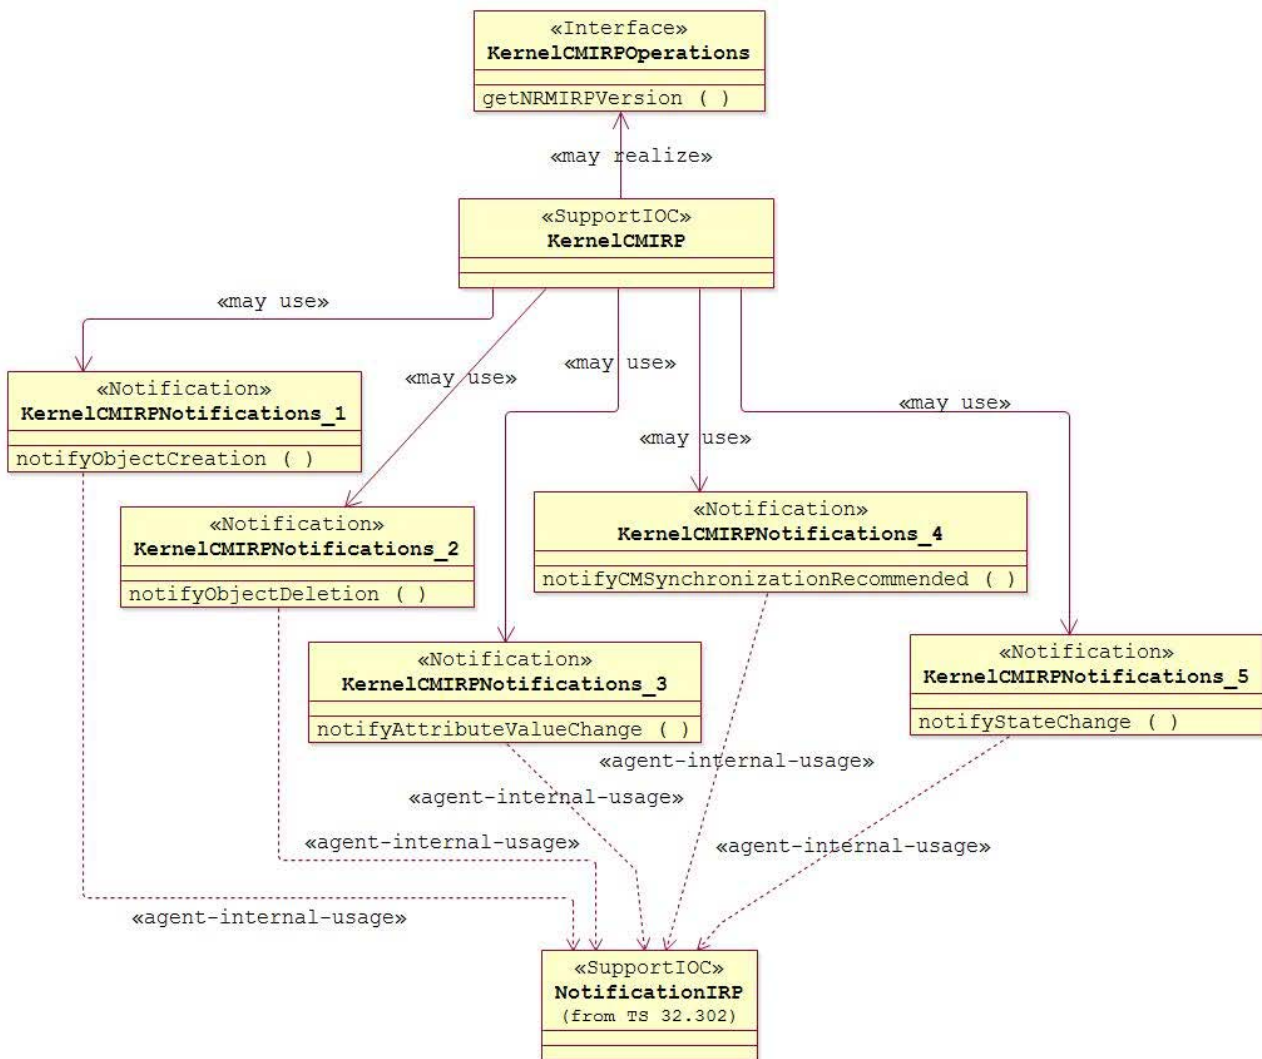 «Interface»
KernelCMIRPOperations
getNRMIRPVersion ( )
«may realize»
«SupportIOC»
KernelCMIRP
«may use»
«may use»
«may use»
«may use»
«may use»
«Notification»
KernelCMIRPNotifications_1
notifyObjectCreation ( )
«Notification»
KernelCMIRPNotifications_2
notifyObjectDeletion ( )
«Notification»
KernelCMIRPNotifications_4
notifyCMSynchronizationRecommended ( )
«Notification»
KernelCMIRPNotifications_3
notifyAttributeValueChange ( )
«Notification»
KernelCMIRPNotifications_5
notifyStateChange ( )
«agent-internal-usage»
«agent-internal-usage»
«agent-internal-usage»
«agent-internal-usage»
«agent-internal-usage»
«SupportIOC»
NotificationIRP
(from TS 32.302)